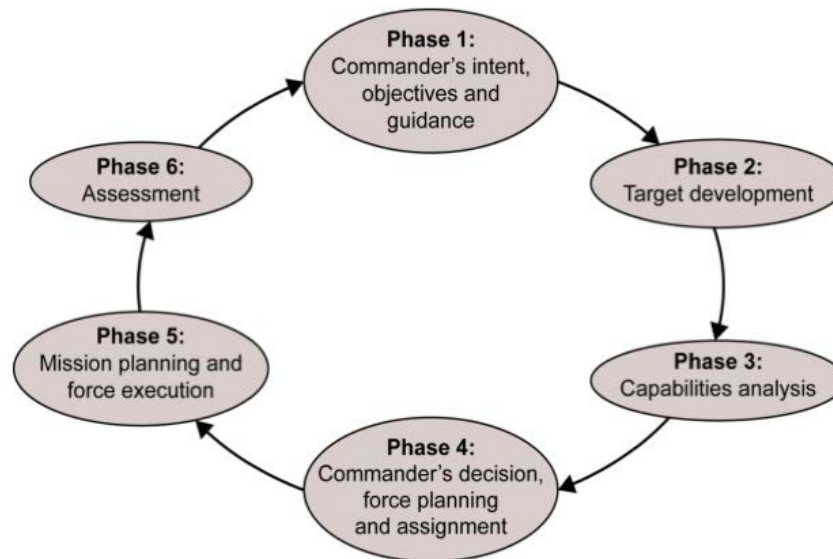 Phase 1:
Commander's intent,
objectives and
guidance
Phase 2:
Target development
Phase 3:
Capabilities analysis
Phase 4:
Commander's decision,
force planning
and assignment
Phase 5:
Mission planning and
force execution
Phase 6:
Assessment